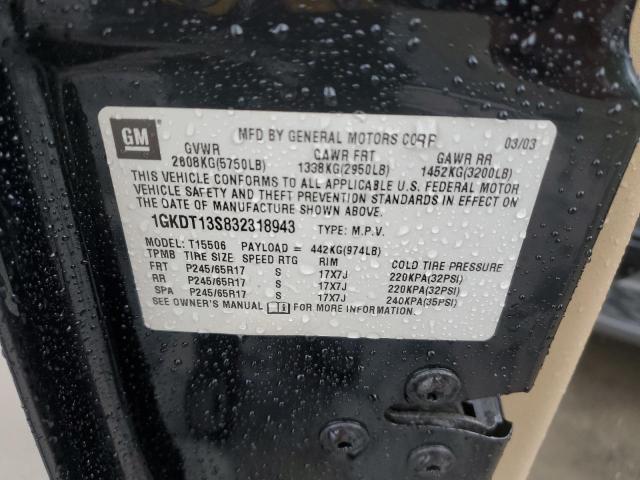 GM
MFD BY GENERAL MOTORS CORP
03/03
GVWR
GAWR FRT
GAWR RR
2608KG(5750LB)
1338KG(2950LB)
1452KG(3200LB)
THIS VEHICLE CONFORMS TO ALL APPLICABLE U.S. FEDERAL MOTOR
VEHICLE SAFETY AND THEFT PREVENTION STANDARDS IN EFFECT ON
THE DATE OF MANUFACTURE SHOWN ABOVE.
1GKDT13S832318943 TYPE: M.P.V.
MODEL: T15506 PAYLOAD = 442KG(974LB)
TPMB TIRE SIZE SPEED RTG RIM COLD TIRE PRESSURE
FRT P245/65R17 S 17X7J 220KPA(32PSI)
RR P245/65R17 S 17X7J 220KPA(32PSI)
SPA P245/65R17 S 17X7J 240KPA(35PSI)
SEE OWNER'S MANUAL FOR MORE INFORMATION.